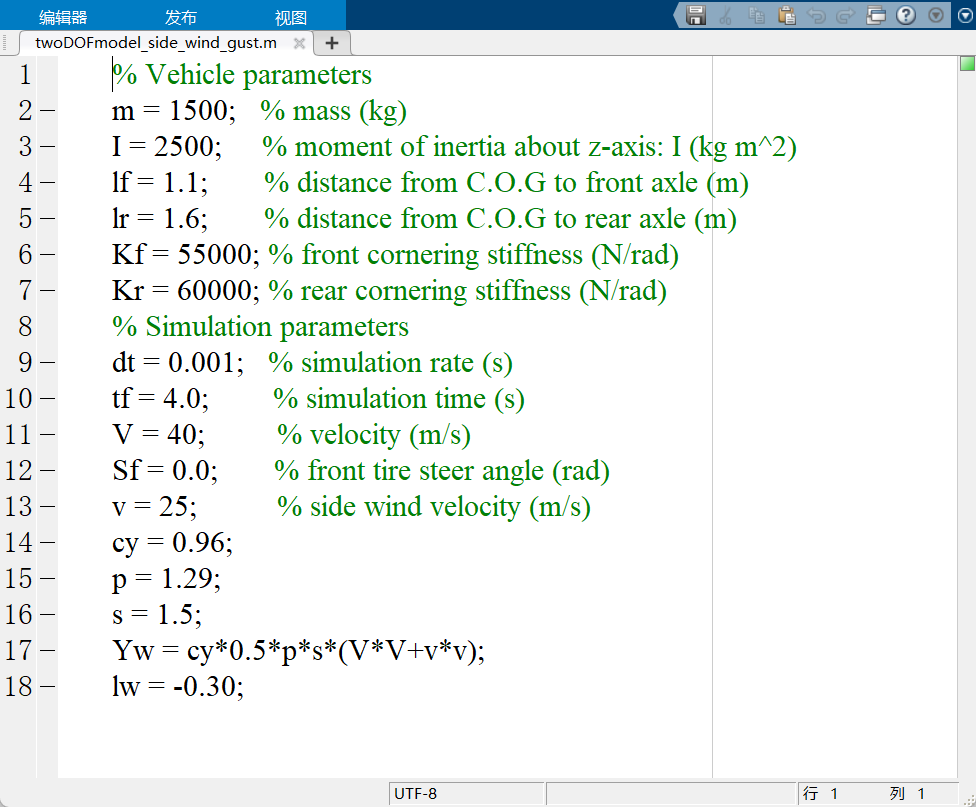 编辑器 发布 视图
twoDOFmodel_side_wind_gust.m
1 % Vehicle parameters
2 m = 1500; % mass (kg)
3 I = 2500; % moment of inertia about z-axis: I (kg m^2)
4 lf = 1.1; % distance from C.O.G to front axle (m)
5 lr = 1.6; % distance from C.O.G to rear axle (m)
6 Kf = 55000; % front cornering stiffness (N/rad)
7 Kr = 60000; % rear cornering stiffness (N/rad)
8 % Simulation parameters
9 dt = 0.001; % simulation rate (s)
10 tf = 4.0; % simulation time (s)
11 V = 40; % velocity (m/s)
12 Sf = 0.0; % front tire steer angle (rad)
13 v = 25; % side wind velocity (m/s)
14 cy = 0.96;
15 p = 1.29;
16 s = 1.5;
17 Yw = cy*0.5*p*s*(V*V+v*v);
18 lw = -0.30;
UTF-8 行 1 列 1